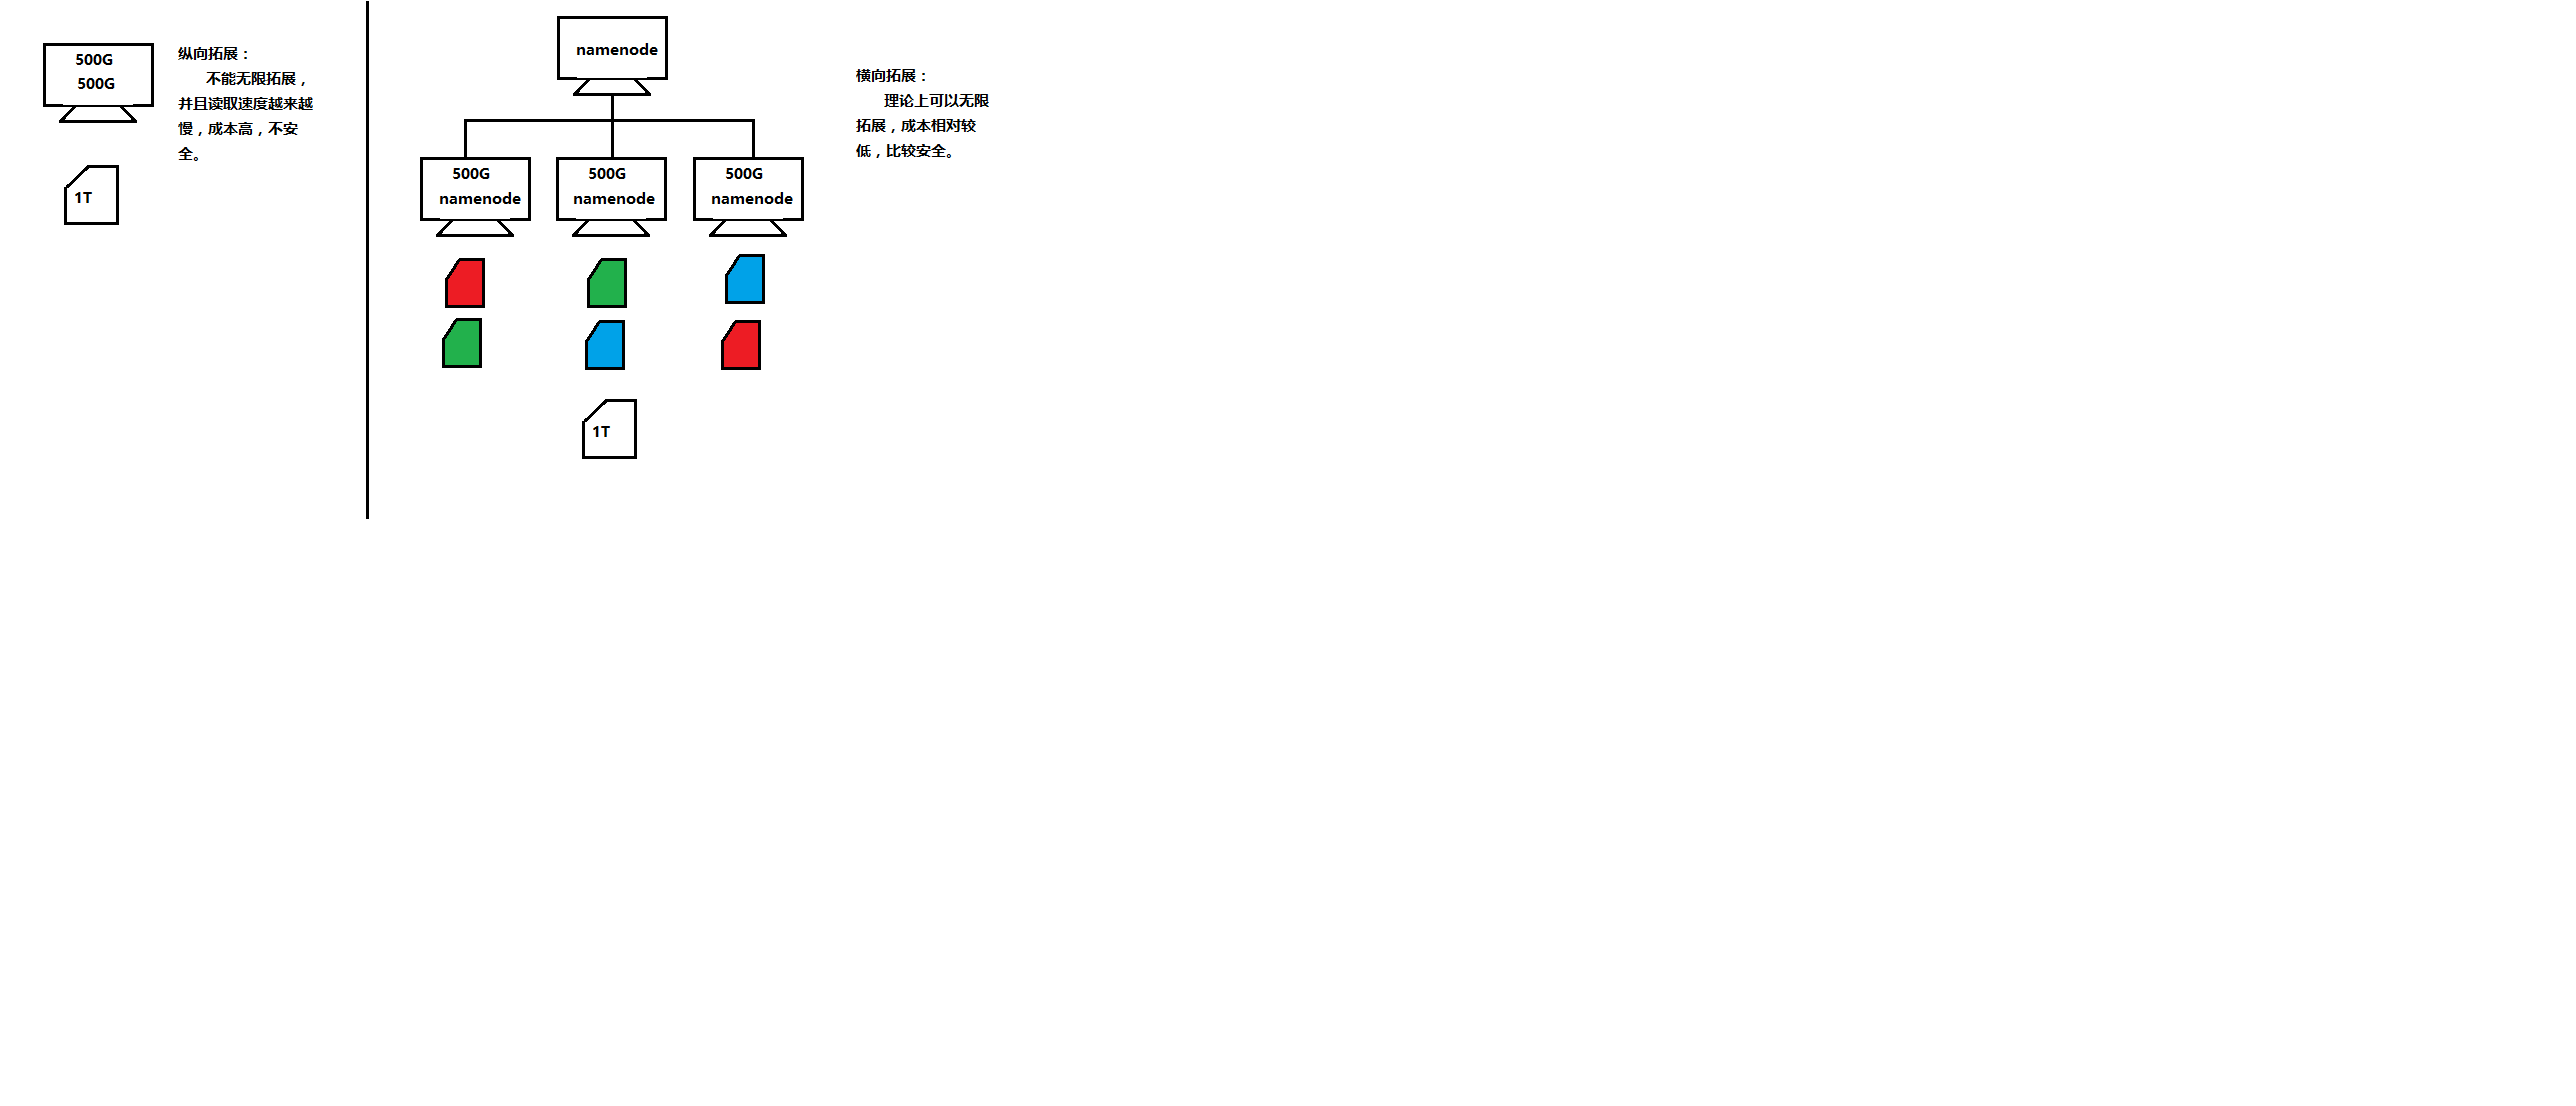 500G
500G
纵向拓展：
不能无限拓展，
并且读取速度越来越
慢，成本高，不安
全。
1T
namenode
500G
namenode
500G
namenode
500G
namenode
1T
横向拓展：
理论上可以无限
拓展，成本相对较
低，比较安全。